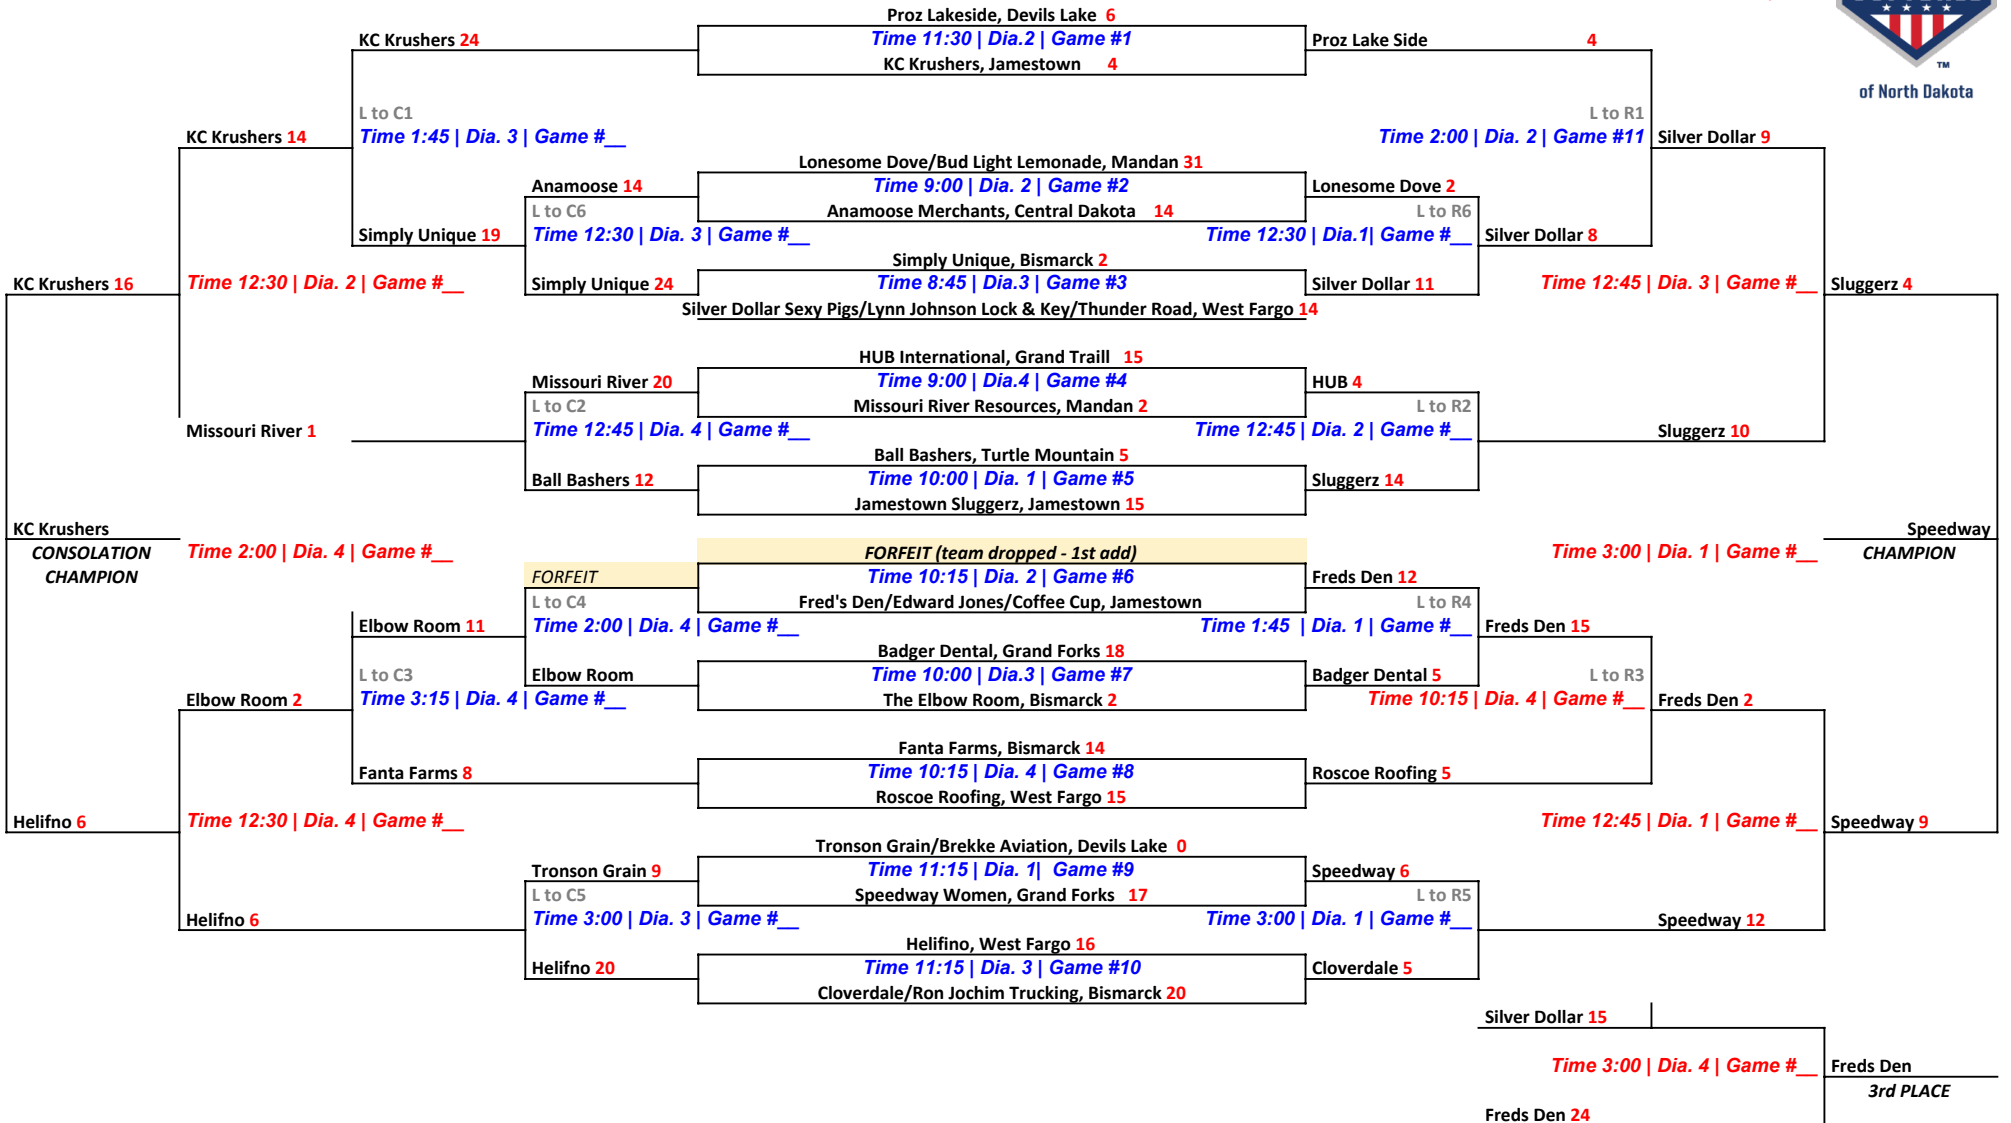 Proz Lakeside, Devils Lake 6
KC Krushers 24
Time 11:30 | Dia.2 | Game #1
Proz Lake Side 4
KC Krushers, Jamestown 4
™
of North Dakota
L to C1
L to R1
KC Krushers 14
Time 1:45 | Dia. 3 | Game #__
Time 2:00 | Dia. 2 | Game #11
Silver Dollar 9
Lonesome Dove/Bud Light Lemonade, Mandan 31
Anamoose 14
Time 9:00 | Dia. 2 | Game #2
Lonesome Dove 2
L to C6
Anamoose Merchants, Central Dakota 14
L to R6
Simply Unique 19
Time 12:30 | Dia. 3 | Game #__
Time 12:30 | Dia.1| Game #__
Silver Dollar 8
Simply Unique, Bismarck 2
KC Krushers 16
Time 12:30 | Dia. 2 | Game #__
Simply Unique 24
Time 8:45 | Dia.3 | Game #3
Silver Dollar 11
Time 12:45 | Dia. 3 | Game #__
Sluggerz 4
Silver Dollar Sexy Pigs/Lynn Johnson Lock & Key/Thunder Road, West Fargo 14
HUB International, Grand Traill 15
Missouri River 20
Time 9:00 | Dia.4 | Game #4
HUB 4
L to C2
Missouri River Resources, Mandan 2
L to R2
Missouri River 1
Time 12:45 | Dia. 4 | Game #__
Time 12:45 | Dia. 2 | Game #__
Sluggerz 10
Ball Bashers, Turtle Mountain 5
Ball Bashers 12
Time 10:00 | Dia. 1 | Game #5
Sluggerz 14
Jamestown Sluggerz, Jamestown 15
KC Krushers
Speedway
CONSOLATION
CHAMPION
Time 2:00 | Dia. 4 | Game #__
FORFEIT (team dropped - 1st add)
Time 3:00 | Dia. 1 | Game #__
CHAMPION
FORFEIT
Time 10:15 | Dia. 2 | Game #6
Freds Den 12
L to C4
Fred's Den/Edward Jones/Coffee Cup, Jamestown
L to R4
Elbow Room 11
Time 2:00 | Dia. 4 | Game #__
Time 1:45 | Dia. 1 | Game #__
Freds Den 15
Badger Dental, Grand Forks 18
L to C3
Elbow Room
Time 10:00 | Dia.3 | Game #7
Badger Dental 5
L to R3
Elbow Room 2
Time 3:15 | Dia. 4 | Game #__
The Elbow Room, Bismarck 2
Time 10:15 | Dia. 4 | Game #__
Freds Den 2
Fanta Farms, Bismarck 14
Fanta Farms 8
Time 10:15 | Dia. 4 | Game #8
Roscoe Roofing 5
Roscoe Roofing, West Fargo 15
Helifno 6
Time 12:30 | Dia. 4 | Game #__
Time 12:45 | Dia. 1 | Game #__
Speedway 9
Tronson Grain/Brekke Aviation, Devils Lake 0
Tronson Grain 9
Time 11:15 | Dia. 1| Game #9
Speedway 6
L to C5
Speedway Women, Grand Forks 17
L to R5
Helifno 6
Time 3:00 | Dia. 3 | Game #__
Time 3:00 | Dia. 1 | Game #__
Speedway 12
Helifino, West Fargo 16
Helifno 20
Time 11:15 | Dia. 3 | Game #10
Cloverdale 5
Cloverdale/Ron Jochim Trucking, Bismarck 20
Silver Dollar 15
Time 3:00 | Dia. 4 | Game #__
Freds Den
3rd PLACE
Freds Den 24